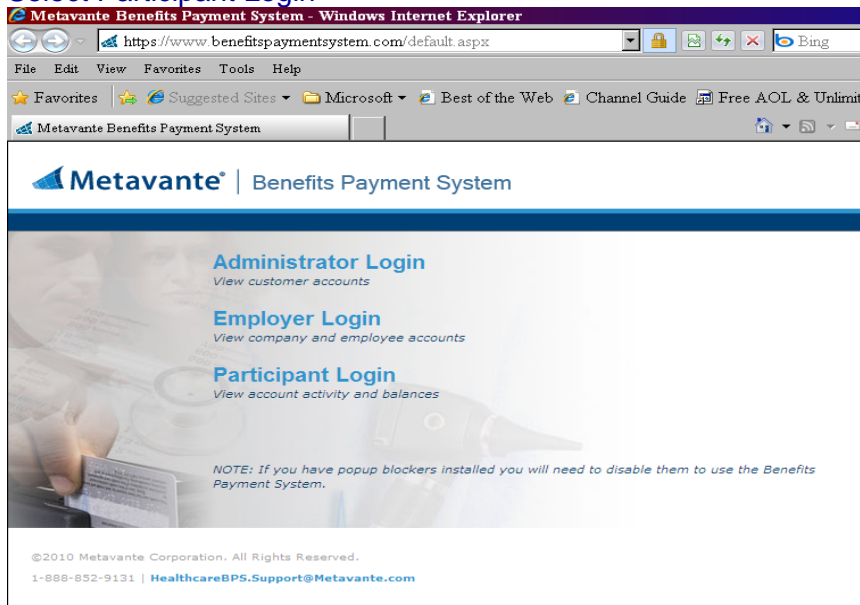 Select Participant Login
Metavante Benefits Payment System - Windows Internet Explorer
https://www.benefitspaymentsystem.com/default.aspx Bing
File Edit View Favorites Tools Help
Favorites Suggested Sites Microsoft Best of the Web Channel Guide Free AOL & Unlimit
Metavante Benefits Payment System
Metavante® | Benefits Payment System
Administrator Login
View customer accounts
Employer Login
View company and employee accounts
Participant Login
View account activity and balances
NOTE: If you have popup blockers installed you will need to disable them to use the Benefits
Payment System.
©2010 Metavante Corporation. All Rights Reserved.
1-888-852-9131 | HealthcareBPS.Support@Metavante.com